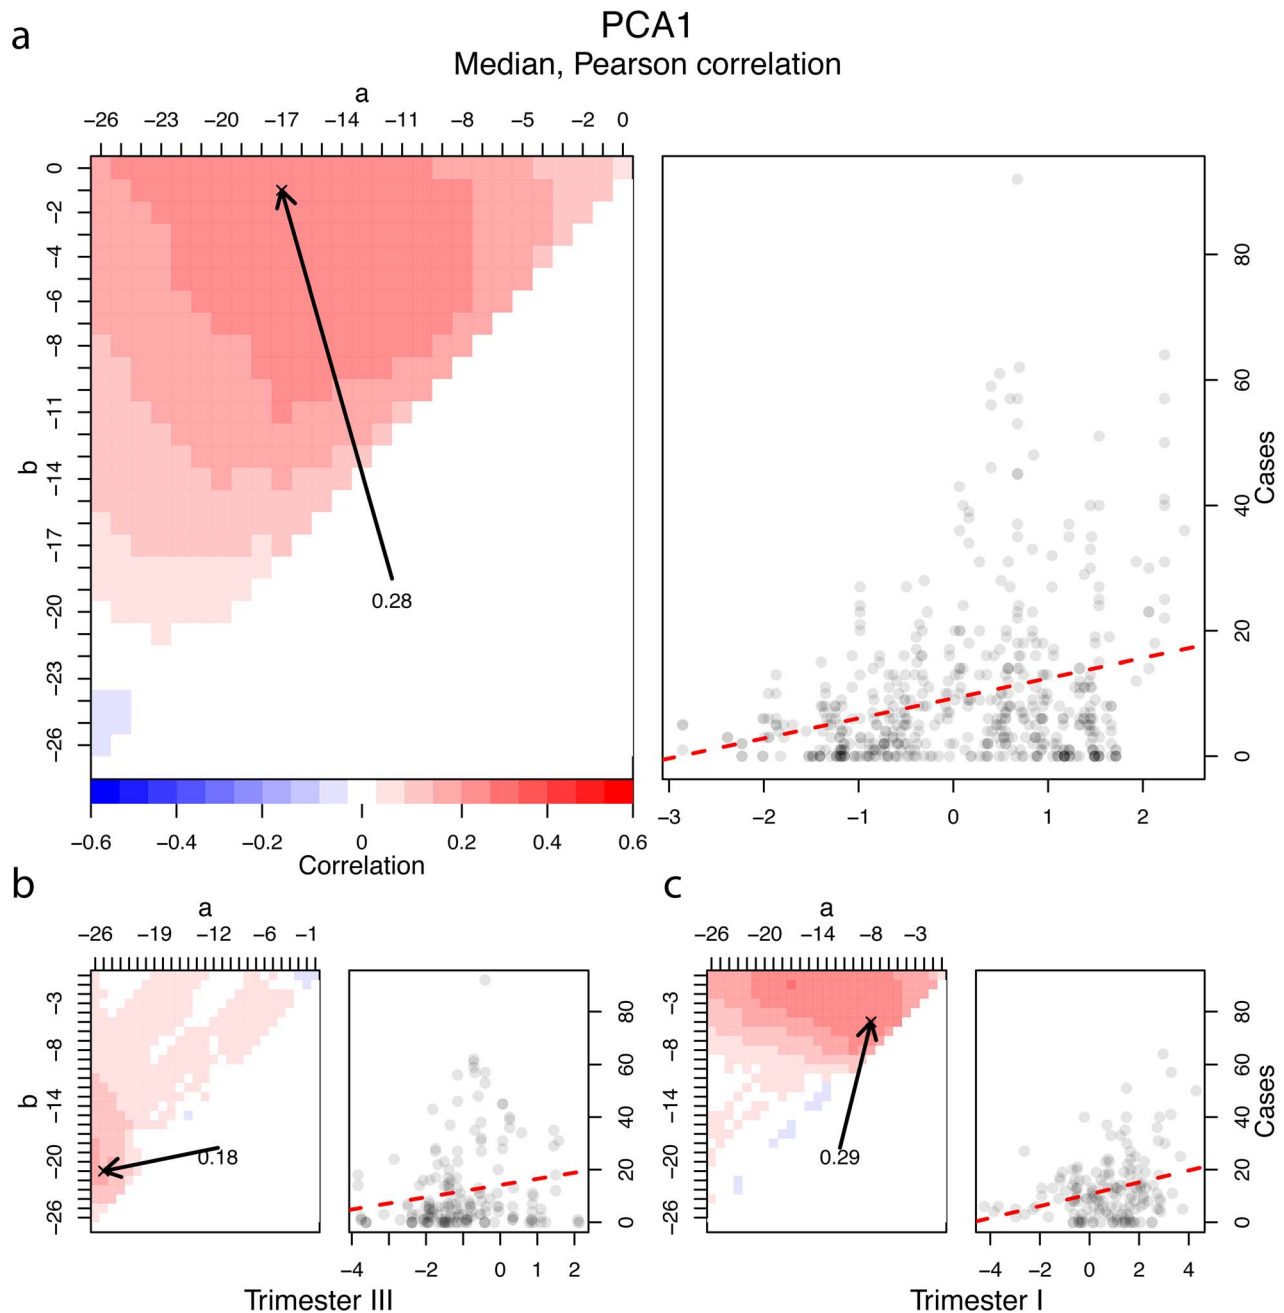 a
PCA1
Median, Pearson correlation
a
−26 −23 −20 −17 −14 −11 −8 −5 −2 0
b
0 −2 −4 −6 −8 −11 −14 −17 −20 −23 −26
0.28
−0.6 −0.4 −0.2 0 0.2 0.4 0.6
Correlation
−3 −2 −1 0 1 2
0 20 40 60 80
Cases
b
a
−26 −19 −12 −6 −1
b
−3 −8 −14 −20 −26
0.18
−4 −2 0 1 2
0 20 40 60 80
Trimester III
c
a
−26 −20 −14 −8 −3
−3 −8 −14 −20 −26
0.29
−4 −2 0 2 4
0 20 40 60 80
Cases
Trimester I